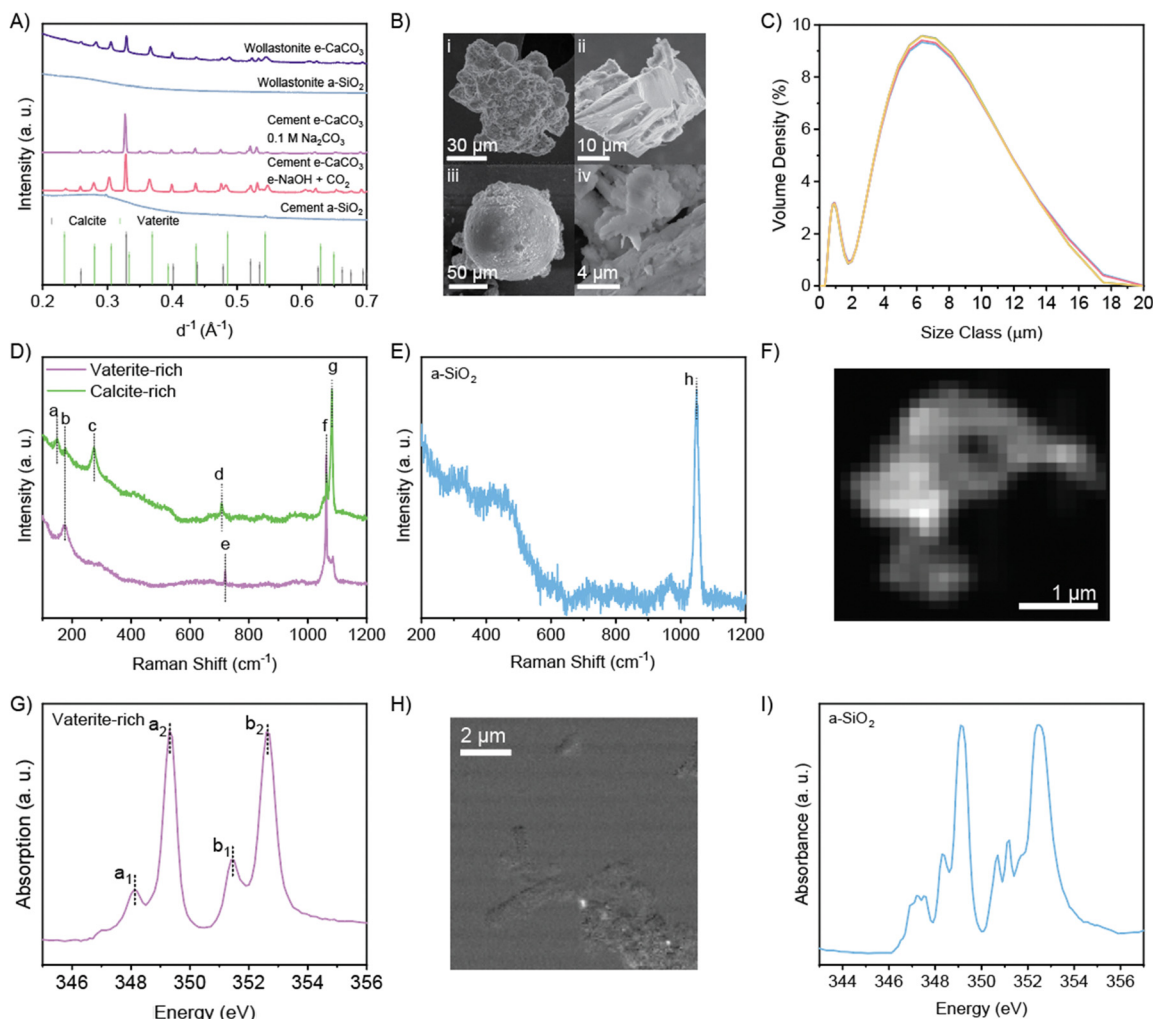 A)
Intensity (a. u.)
Wollastonite e-CaCO₃
Wollastonite a-SiO₂
Cement e-CaCO₃
0.1 M Na₂CO₃
Cement e-CaCO₃
e-NaOH + CO₂
Cement a-SiO₂
Calcite Vaterite
0.2 0.3 0.4 0.5 0.6 0.7
d⁻¹ (Å⁻¹)
B)
i ii
30 µm 10 µm
iii iv
50 µm 4 µm
C)
Volume Density (%)
10
9
8
7
6
5
4
3
2
1
0
0 2 4 6 8 10 12 14 16 18 20
Size Class (µm)
D)
Intensity (a. u.)
Vaterite-rich
Calcite-rich
a b c d e f g
200 400 600 800 1000 1200
Raman Shift (cm⁻¹)
E)
Intensity (a. u.)
a-SiO₂
h
200 400 600 800 1000 1200
Raman Shift (cm⁻¹)
F)
1 µm
G)
Absorption (a. u.)
Vaterite-rich
a₁ a₂ b₁ b₂
346 348 350 352 354 356
Energy (eV)
H)
2 µm
I)
Absorbance (a. u.)
a-SiO₂
344 346 348 350 352 354 356
Energy (eV)